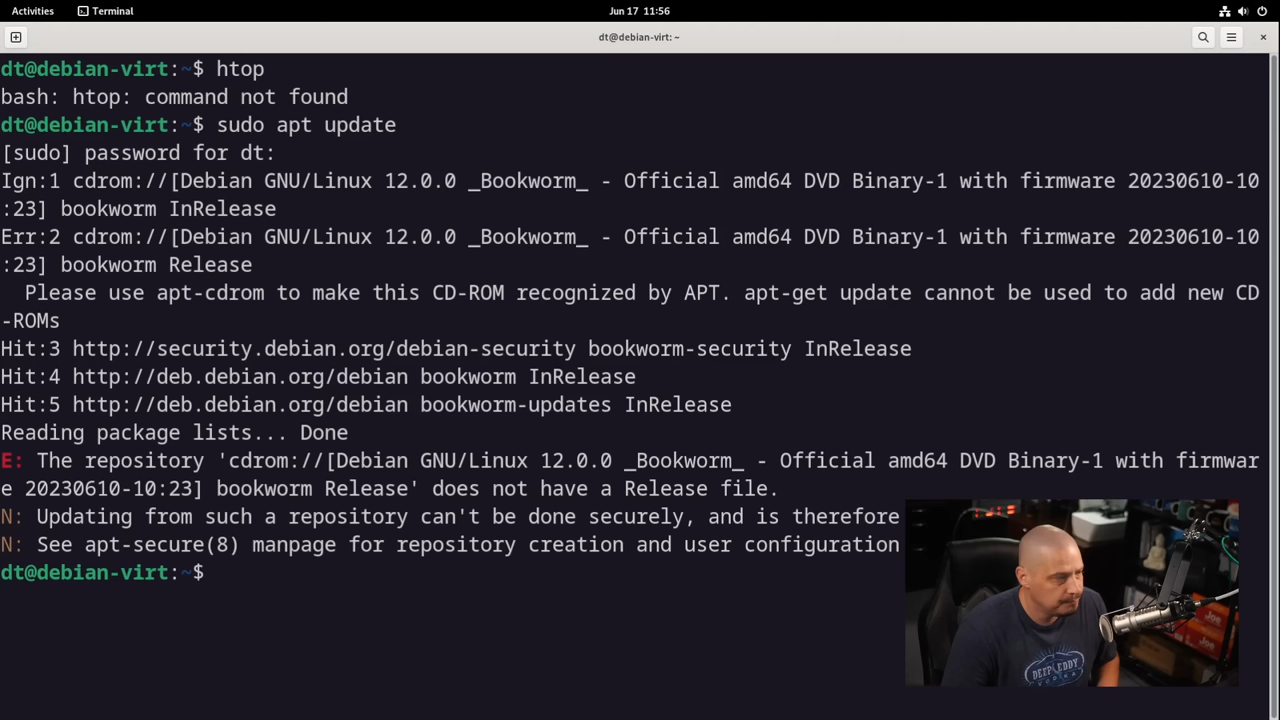 Activities
Terminal
Jun 17 11:56
dt@debian-virt: ~
dt@debian-virt:~$ htop
bash: htop: command not found
dt@debian-virt:~$ sudo apt update
[sudo] password for dt:
Ign:1 cdrom://[Debian GNU/Linux 12.0.0 _Bookworm_ - Official amd64 DVD Binary-1 with firmware 20230610-10
:23] bookworm InRelease
Err:2 cdrom://[Debian GNU/Linux 12.0.0 _Bookworm_ - Official amd64 DVD Binary-1 with firmware 20230610-10
:23] bookworm Release
  Please use apt-cdrom to make this CD-ROM recognized by APT. apt-get update cannot be used to add new CD
-ROMs
Hit:3 http://security.debian.org/debian-security bookworm-security InRelease
Hit:4 http://deb.debian.org/debian bookworm InRelease
Hit:5 http://deb.debian.org/debian bookworm-updates InRelease
Reading package lists... Done
E: The repository 'cdrom://[Debian GNU/Linux 12.0.0 _Bookworm_ - Official amd64 DVD Binary-1 with firmwar
e 20230610-10:23] bookworm Release' does not have a Release file.
N: Updating from such a repository can't be done securely, and is therefore
N: See apt-secure(8) manpage for repository creation and user configuration
dt@debian-virt:~$
JOE
DEEP EDDY
VODKA